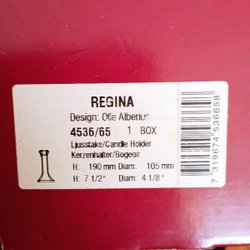 REGINA
Design: Olle Alberius
4536/65 1 BOX
Ljusstake/Candle Holder
Kerzenhalter/Bogeoir
H: 190 mm Diam: 105 mm
H: 7 1/2" Diam: 4 1/8"
7 319674 536658